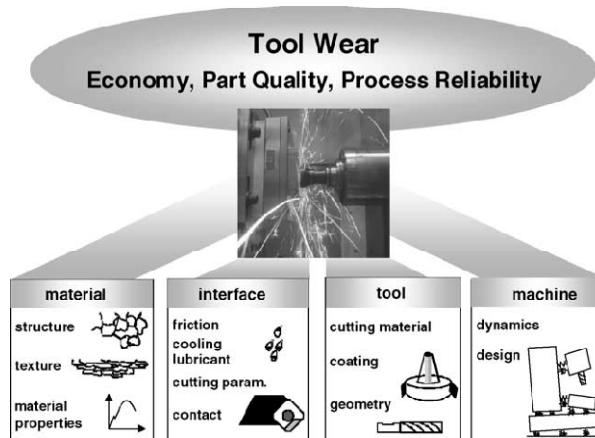 Tool Wear
Economy, Part Quality, Process Reliability
material
structure
texture
material
properties
interface
friction
cooling
lubricant
cutting param.
contact
tool
cutting material
coating
geometry
machine
dynamics
design